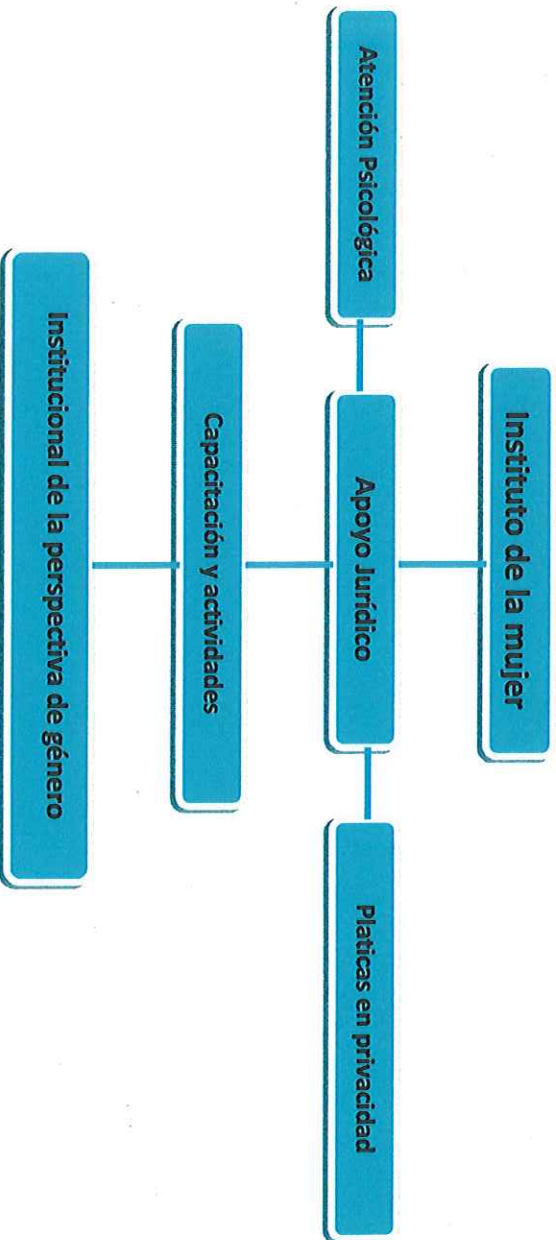 Instituto de la mujer
Atención Psicológica
Apoyo Jurídico
Platicas en privacidad
Capacitación y actividades
Institucional de la perspectiva de género